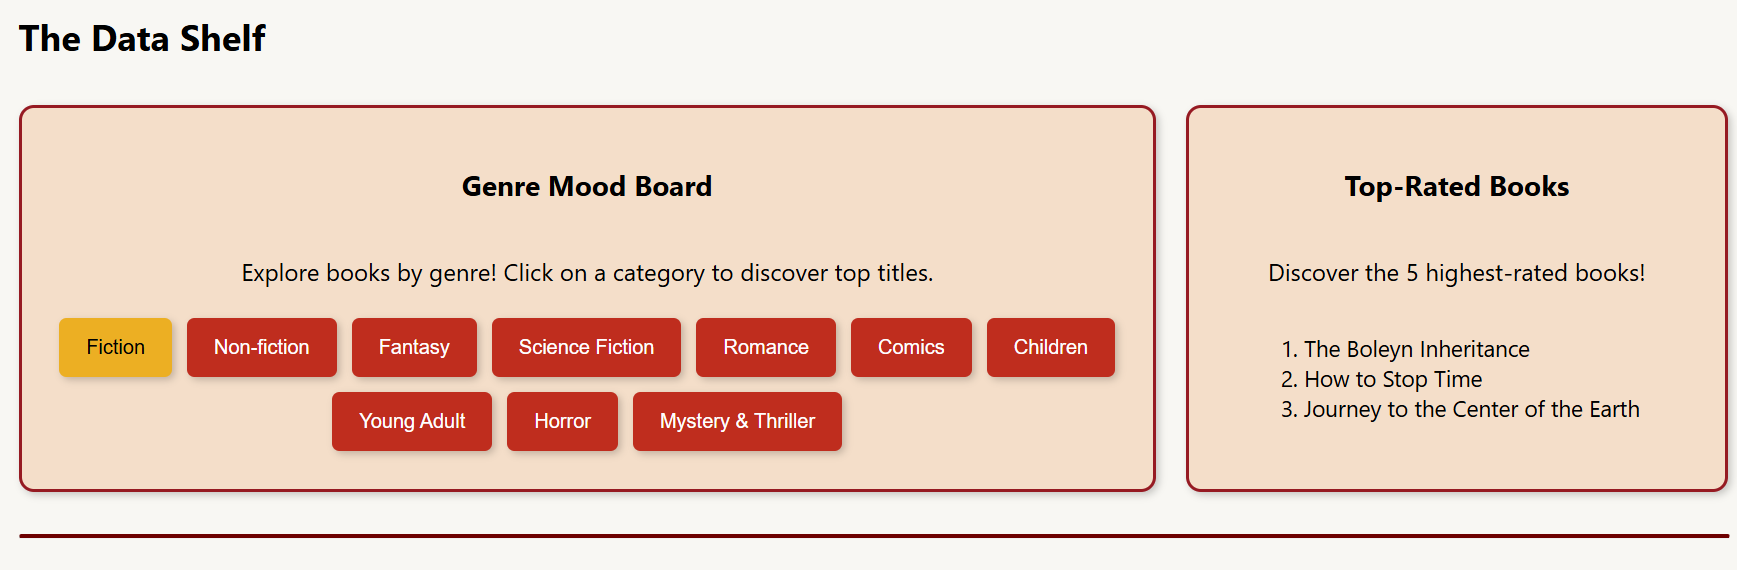 The Data Shelf
Genre Mood Board
Explore books by genre! Click on a category to discover top titles.
Fiction
Non-fiction
Fantasy
Science Fiction
Romance
Comics
Children
Young Adult
Horror
Mystery & Thriller
Top-Rated Books
Discover the 5 highest-rated books!
1. The Boleyn Inheritance
2. How to Stop Time
3. Journey to the Center of the Earth